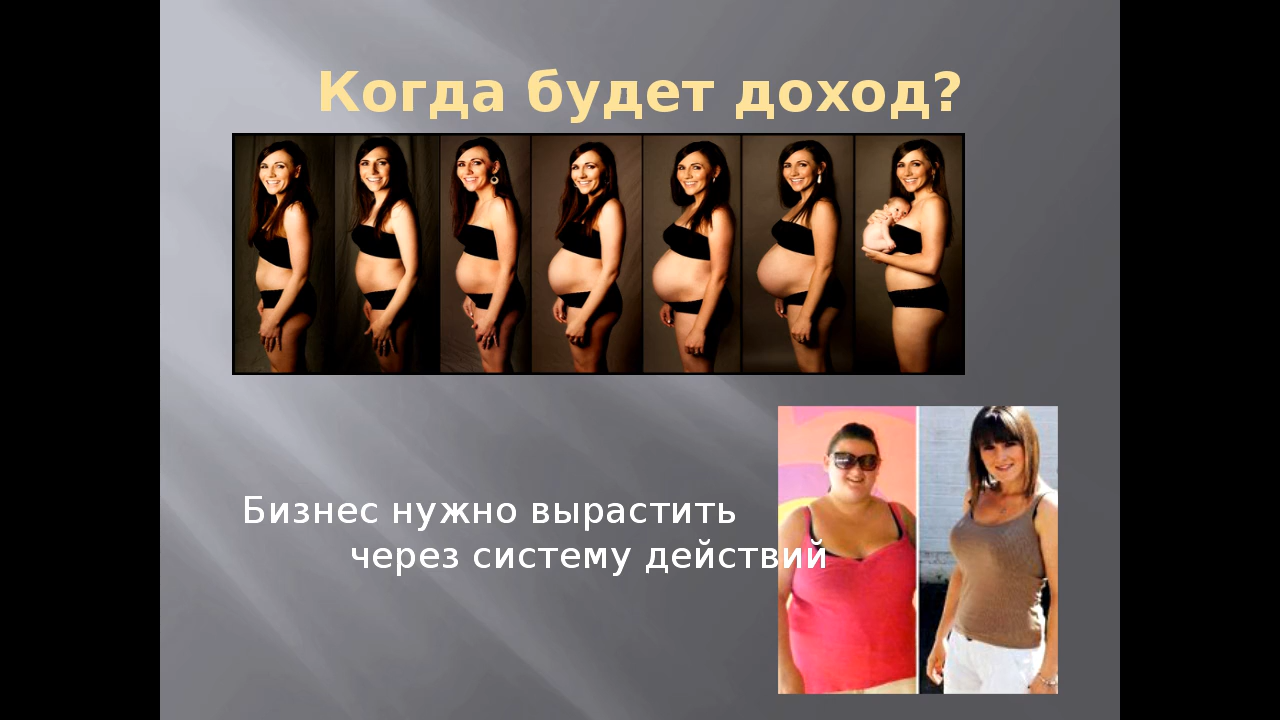 Когда будет доход?
Бизнес нужно вырастить
через систему действий